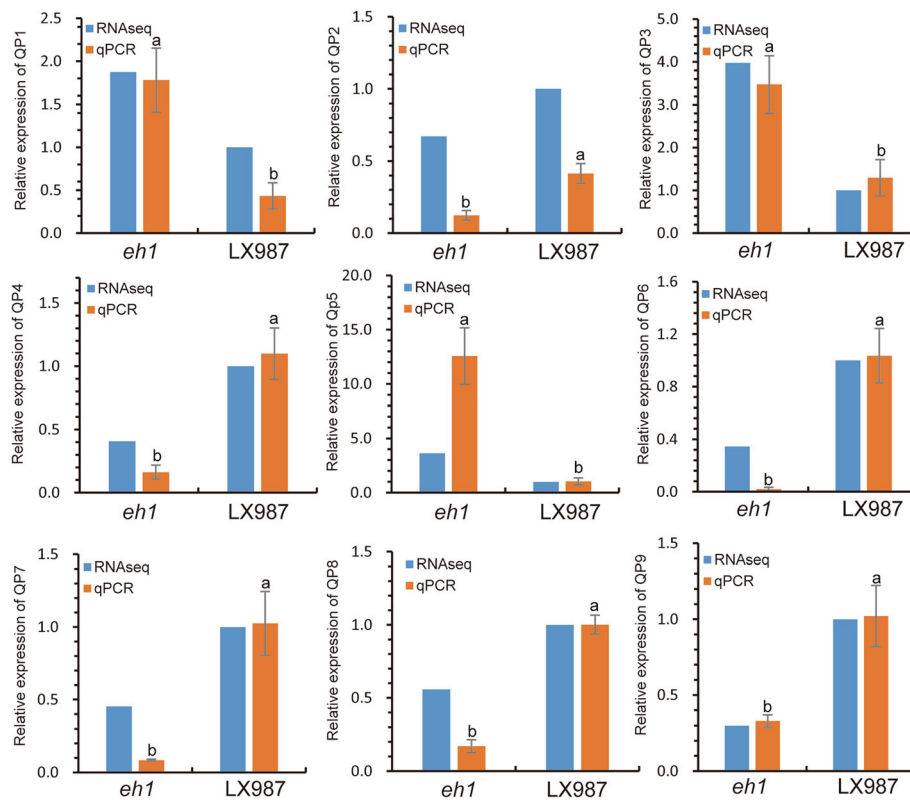 Relative expression of QP1
2.5
2.0
1.5
1.0
0.5
0.0
RNAseq
qPCR
a
b
eh1
LX987
Relative expression of QP2
1.5
1.0
0.5
0.0
RNAseq
qPCR
b
a
eh1
LX987
Relative expression of QP3
5.0
4.0
3.0
2.0
1.0
0.0
RNAseq
qPCR
a
b
eh1
LX987
Relative expression of QP4
1.5
1.0
0.5
0.0
RNAseq
qPCR
b
a
eh1
LX987
Relative expression of Qp5
20.0
15.0
10.0
5.0
0.0
RNAseq
qPCR
a
b
eh1
LX987
Relative expression of QP6
1.6
1.2
0.8
0.4
0.0
RNAseq
qPCR
b
a
eh1
LX987
Relative expression of QP7
1.5
1.0
0.5
0.0
RNAseq
qPCR
b
a
eh1
LX987
Relative expression of QP8
1.5
1.0
0.5
0.0
RNAseq
qPCR
b
a
eh1
LX987
Relative expression of QP9
1.5
1.0
0.5
0.0
RNAseq
qPCR
b
a
eh1
LX987